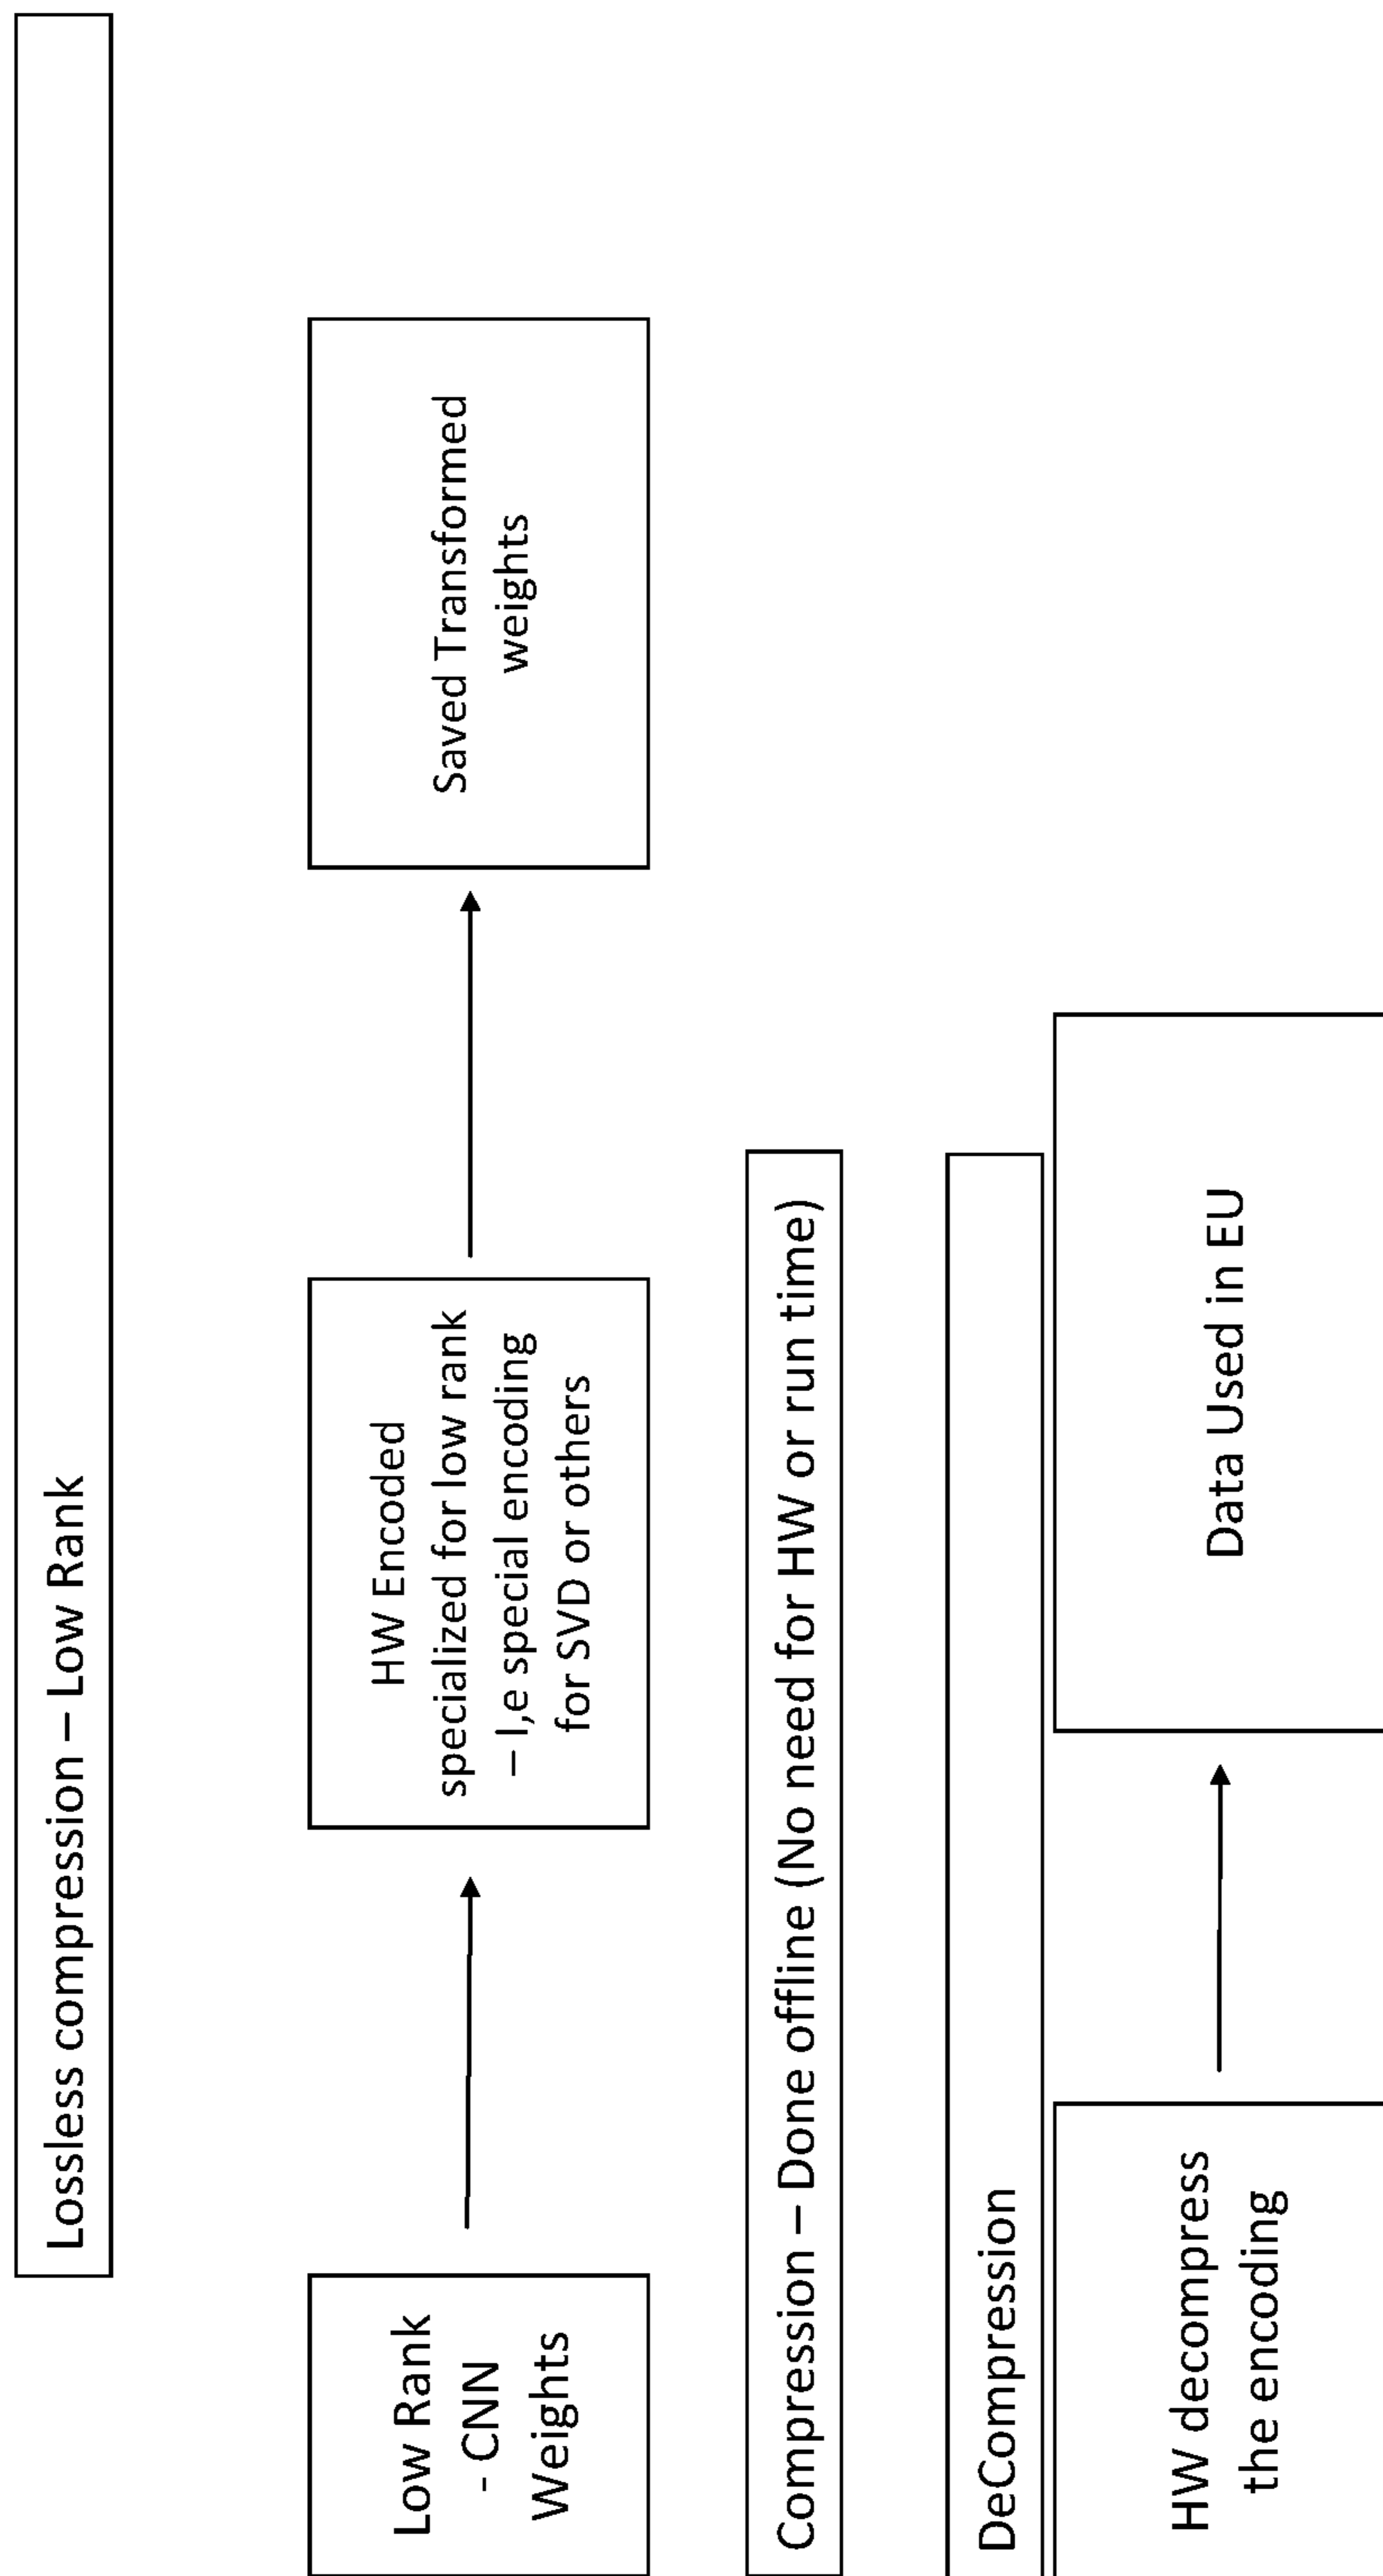 Lossless compression – Low Rank
Low Rank
- CNN
Weights
HW Encoded
specialized for low rank
– I,e special encoding
for SVD or others
Saved Transformed
weights
Compression – Done offline (No need for HW or run time)
DeCompression
HW decompress
the encoding
Data Used in EU